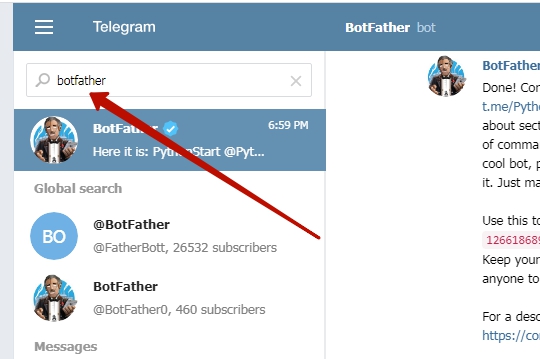 Telegram
BotFather bot
botfather
BotFather
6:59 PM
Here it is: PythonStart @Pyt...
Global search
BO
@BotFather
@FatherBott, 26532 subscribers
BotFather
@BotFather0, 460 subscribers
Messages
BotFather
Done! Con
t.me/Pytho
about sect
of comma
cool bot, p
it. Just ma
Use this to
12661868
Keep your
anyone to
For a desc
https://co